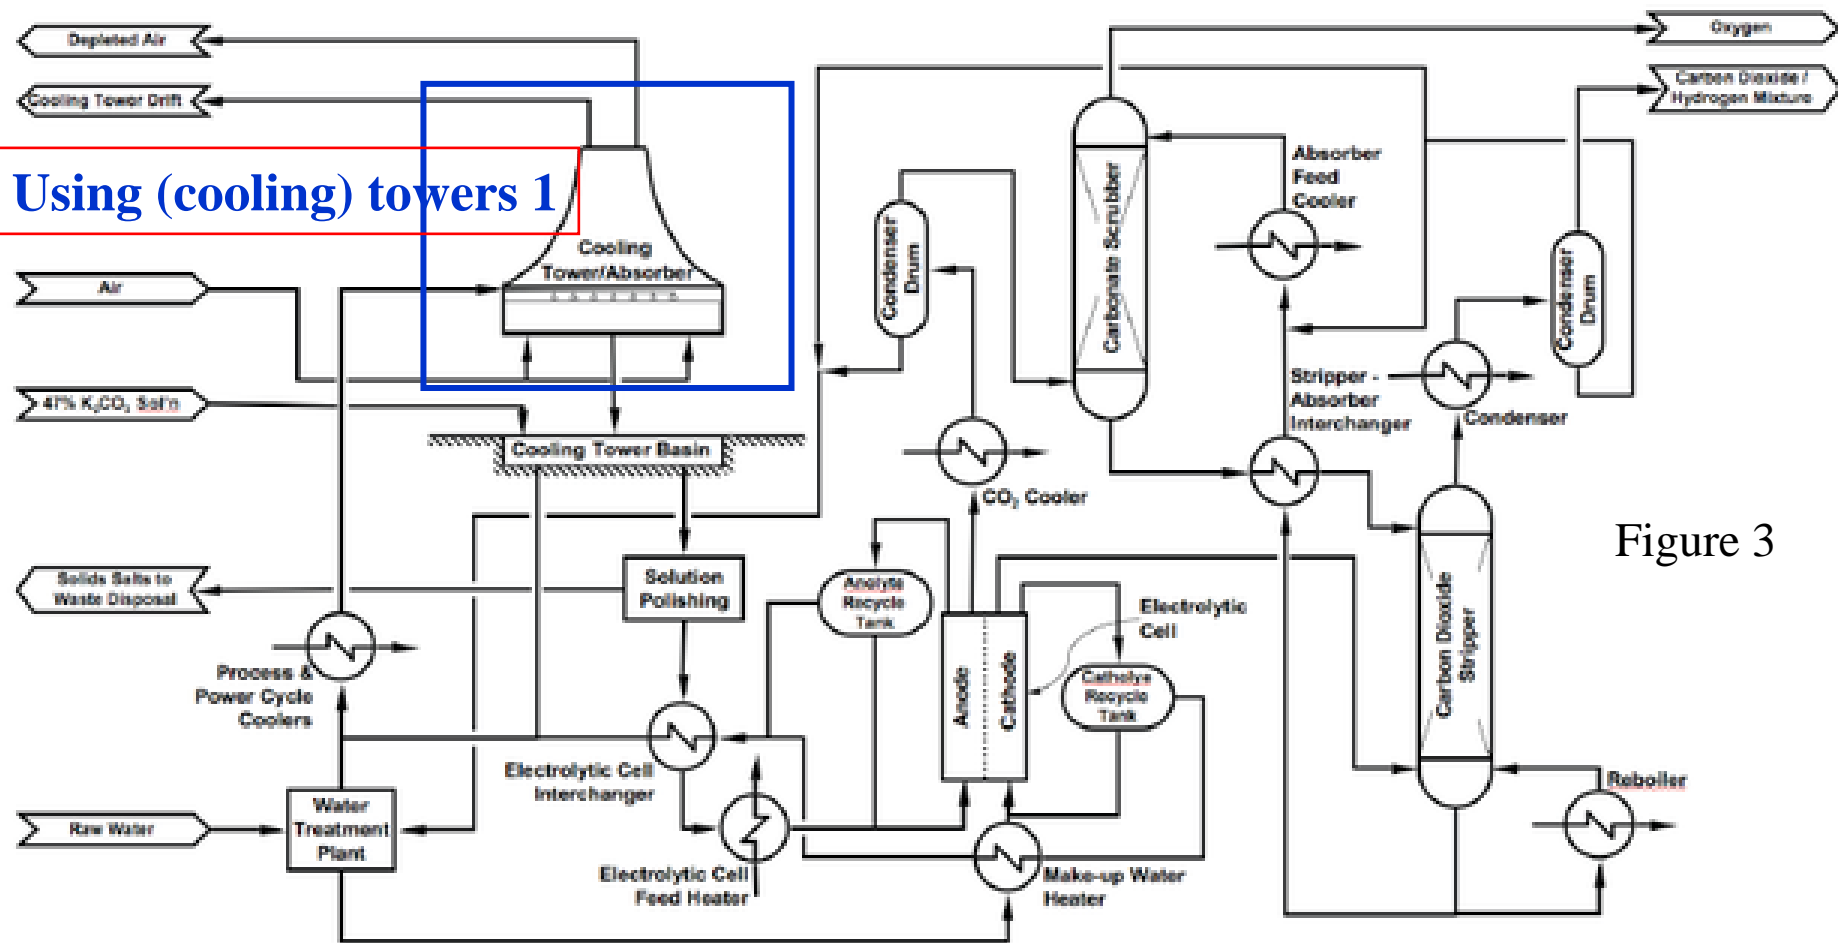 Depleted Air
Cooling Tower Drift
Using (cooling) towers 1
Cooling
Tower/Absorber
Air
47% K₂CO₃ Sol'n
Cooling Tower Basin
Solids Salts to
Waste Disposal
Solution
Polishing
Process &
Power Cycle
Coolers
Electrolytic Cell
Interchanger
Raw Water
Water
Treatment
Plant
Electrolytic Cell
Feed Heater
Anelyte
Recycle
Tank
Condenser
Drum
CO₂ Cooler
Anode
Cathode
Electrolytic
Cell
Catholye
Recycle
Tank
Make-up Water
Heater
Carbonate Scrubber
Absorber
Feed
Cooler
Stripper -
Absorber
Interchanger
Condenser
Condenser
Drum
Carbon Dioxide
Stripper
Reboiler
Oxygen
Carbon Dioxide /
Hydrogen Mixture
Figure 3